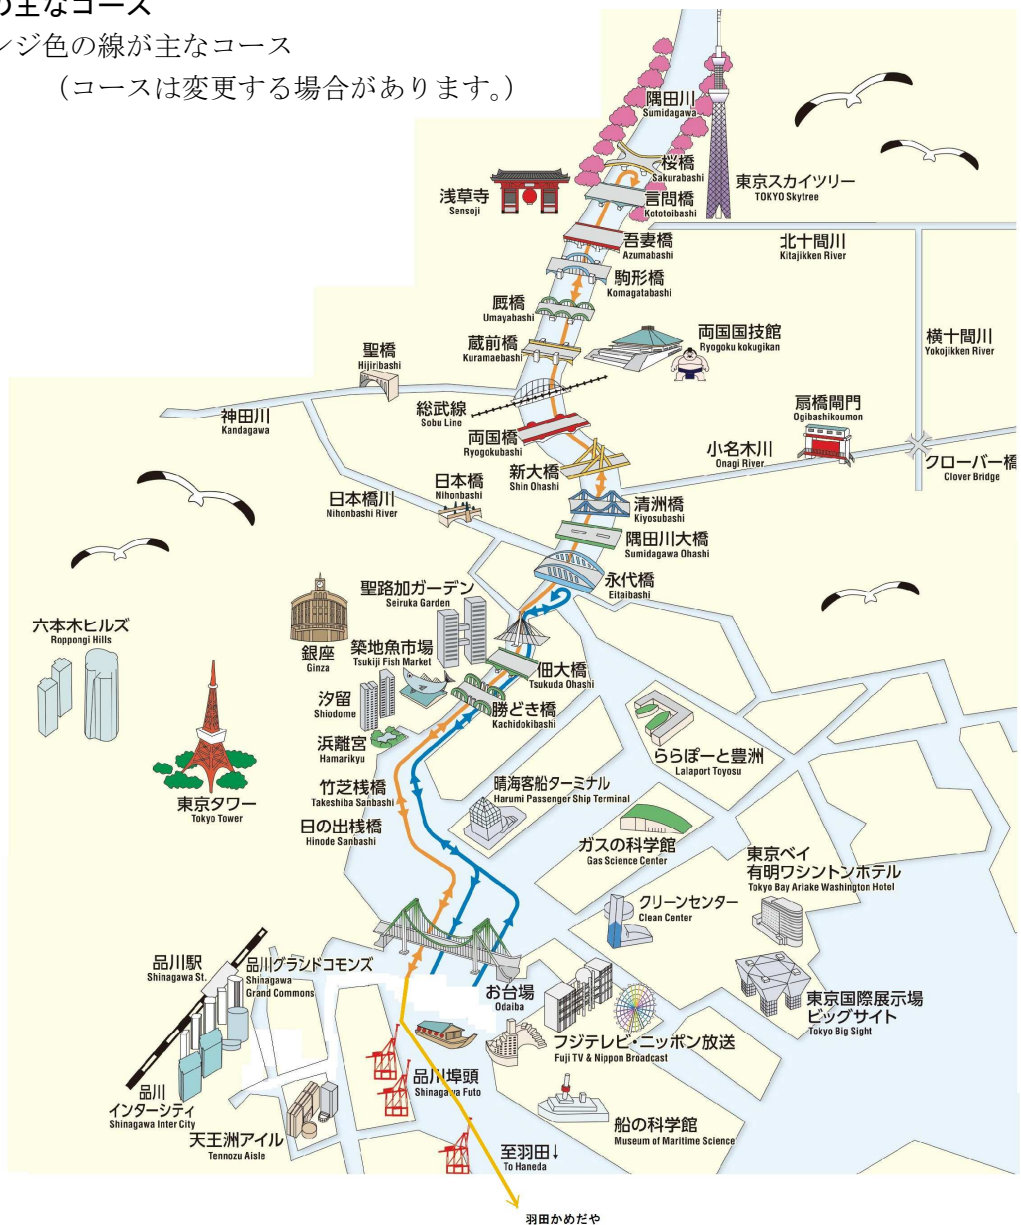 の主なコース
ンジ色の線が主なコース
（コースは変更する場合があります。）
隅田川
Sumidagawa
桜橋
Sakurabashi
東京スカイツリー
TOKYO Skytree
浅草寺
Sensoji
言問橋
Kototoibashi
吾妻橋
Azumabashi
北十間川
Kitajikken River
駒形橋
Komagatabashi
厩橋
Umayabashi
両国国技館
Ryogoku kokugikan
蔵前橋
Kuramaebashi
横十間川
Yokojikken River
聖橋
Hijiribashi
総武線
Sobu Line
神田川
Kandagawa
扇橋閘門
Ogibashikoumon
両国橋
Ryogokubashi
小名木川
Onagi River
クローバー橋
Clover Bridge
新大橋
Shin Ohashi
日本橋
Nihonbashi
日本橋川
Nihonbashi River
清洲橋
Kiyosubashi
隅田川大橋
Sumidagawa Ohashi
永代橋
Eitaibashi
聖路加ガーデン
Seiruka Garden
六本木ヒルズ
Roppongi Hills
銀座
Ginza
築地魚市場
Tsukiji Fish Market
佃大橋
Tsukuda Ohashi
汐留
Shiodome
勝どき橋
Kachidokibashi
浜離宮
Hamarikyu
ららぽーと豊洲
Lalaport Toyosu
竹芝桟橋
Takeshiba Sanbashi
晴海客船ターミナル
Harumi Passenger Ship Terminal
東京タワー
Tokyo Tower
日の出桟橋
Hinode Sanbashi
ガスの科学館
Gas Science Center
東京ベイ
有明ワシントンホテル
Tokyo Bay Ariake Washington Hotel
クリーンセンター
Clean Center
品川駅
Shinagawa St.
品川グランドコモンズ
Shinagawa
Grand Commons
お台場
Odaiba
東京国際展示場
ビッグサイト
Tokyo Big Sight
フジテレビ・ニッポン放送
Fuji TV & Nippon Broadcast
品川埠頭
Shinagawa Futo
品川
インターシティ
Shinagawa Inter City
天王洲アイル
Tennozu Aisle
船の科学館
Museum of Maritime Science
至羽田↓
To Haneda
羽田かめだや